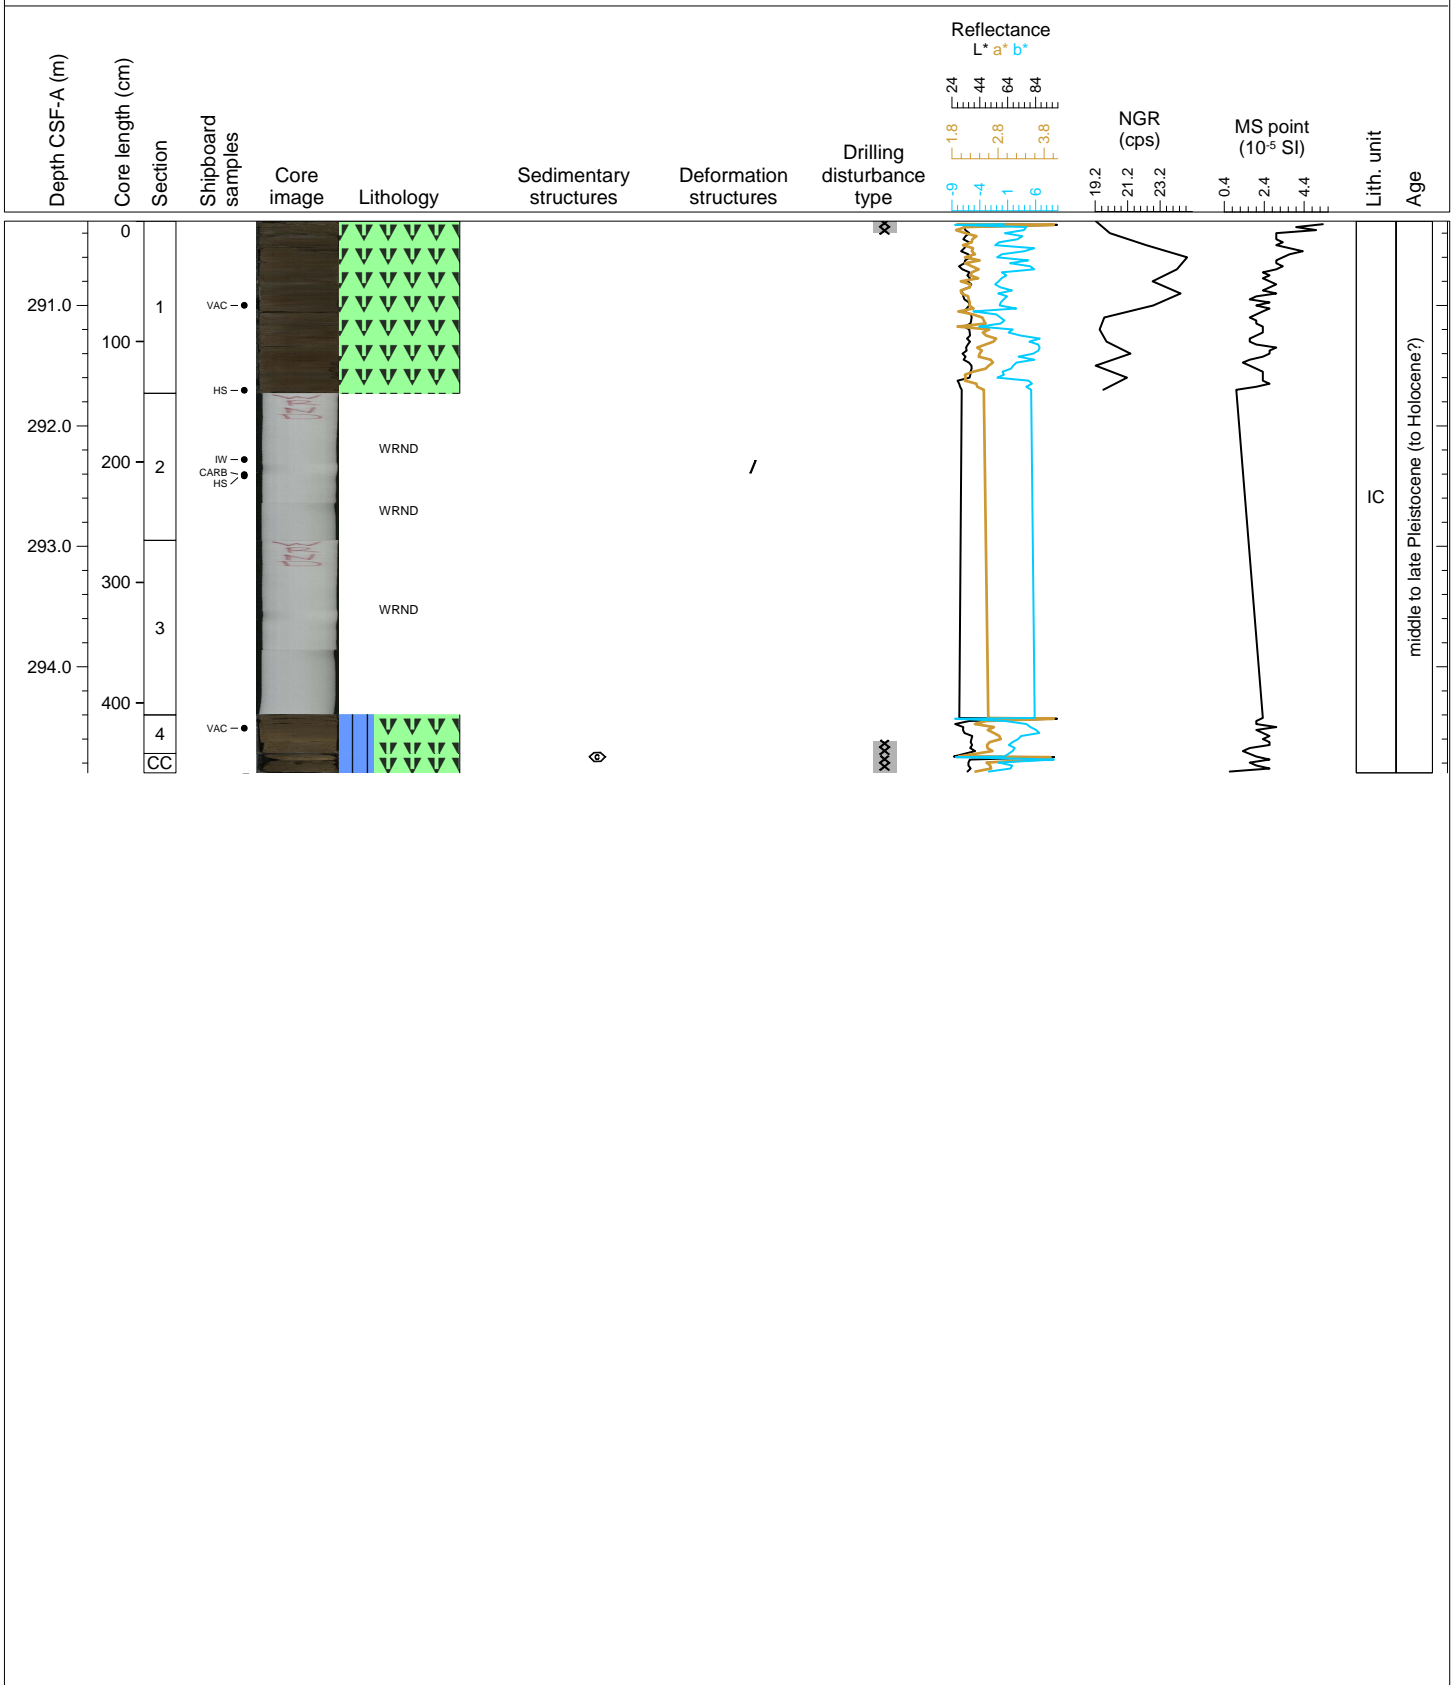 Depth CSF-A (m)
Core length (cm)
Section
Shipboard
samples
Core
image
Lithology
Sedimentary
structures
Deformation
structures
Drilling
disturbance
type
Reflectance
L* a* b*
24 44 64 84
1.8 2.8 3.8
-9 -4 1 6
NGR
(cps)
19.2 21.2 23.2
MS point
(10-5 SI)
0.4 2.4 4.4
Lith. unit
Age
0
291.0
1
VAC
100
HS
292.0
WRND
IW
200
2
CARB
HS
WRND
293.0
300
WRND
3
294.0
400
VAC
4
CC
IC
middle to late Pleistocene (to Holocene?)